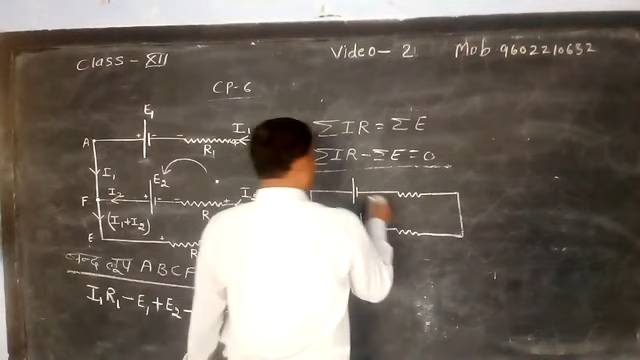 Class - XII Video - 2 Mob 9602210632
CP-6
E1
I1
ΣIR = ΣE
A
R1
ΣIR - ΣE = 0
I1
E2
I2
F
R
(I1+I2)
E
R
बन्द लूप ABCF
I1R1 - E1 + E2 -